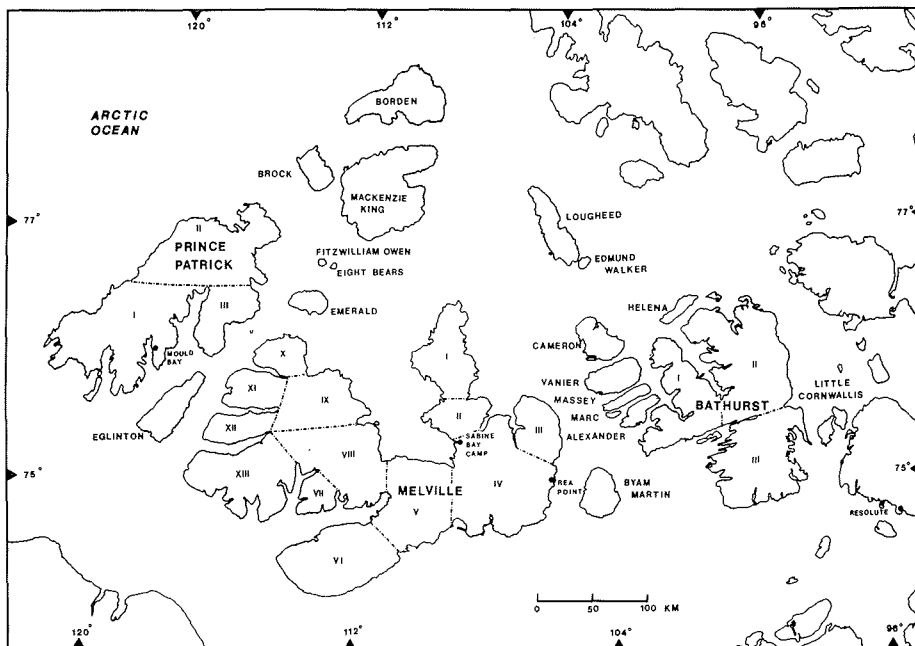 120°
112°
104°
96°
ARCTIC
OCEAN
BORDEN
BROCK
MACKENZIE
KING
77°
77°
LOUGHEED
II
PRINCE
PATRICK
FITZWILLIAM OWEN
EIGHT BEARS
EDMUND
WALKER
EMERALD
HELENA
I
III
MOULD
BAY
CAMERON
X
I
II
I
XI
IX
VANIER
MASSEY
MARC
ALEXANDER
BATHURST
LITTLE
CORNWALLIS
EGLINTON
XII
II
SABINE
BAY
CAMP
III
XIII
VIII
VII
MELVILLE
V
IV
REA
POINT
BYAM
MARTIN
III
75°
75°
RESOLUTE
VI
0 50 100 KM
120°
112°
104°
96°